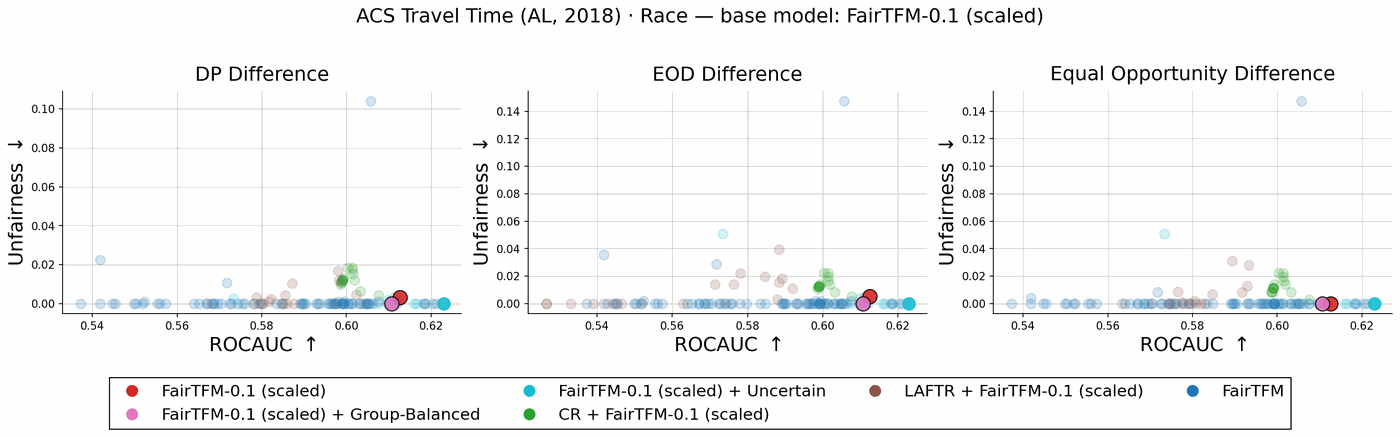 ACS Travel Time (AL, 2018) · Race — base model: FairTFM-0.1 (scaled)
DP Difference
EOD Difference
Equal Opportunity Difference
Unfairness ↓
0.10
0.08
0.06
0.04
0.02
0.00
0.54
0.56
0.58
0.60
0.62
ROCAUC ↑
Unfairness ↓
0.14
0.12
0.10
0.08
0.06
0.04
0.02
0.00
0.54
0.56
0.58
0.60
0.62
ROCAUC ↑
Unfairness ↓
0.14
0.12
0.10
0.08
0.06
0.04
0.02
0.00
0.54
0.56
0.58
0.60
0.62
ROCAUC ↑
FairTFM-0.1 (scaled)
FairTFM-0.1 (scaled) + Group-Balanced
FairTFM-0.1 (scaled) + Uncertain
CR + FairTFM-0.1 (scaled)
LAFTR + FairTFM-0.1 (scaled)
FairTFM